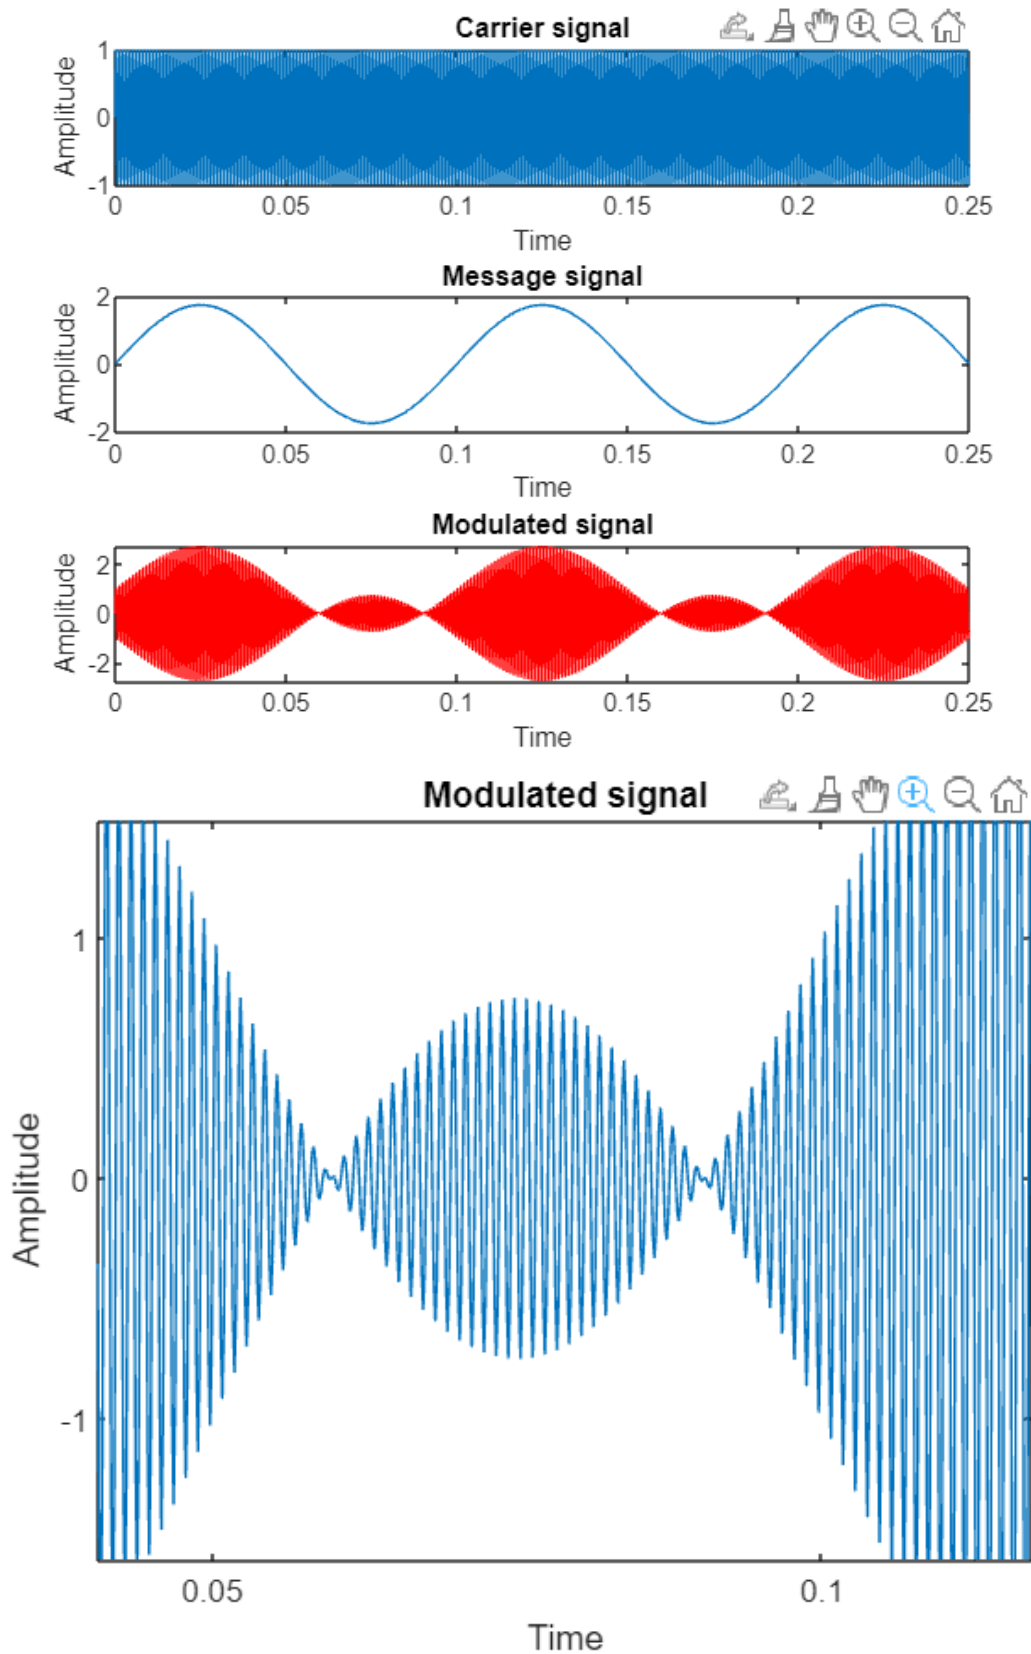 Carrier signal
1
0
-1
Amplitude
0 0.05 0.1 0.15 0.2 0.25
Time
Message signal
2
0
-2
Amplitude
0 0.05 0.1 0.15 0.2 0.25
Time
Modulated signal
2
0
-2
Amplitude
0 0.05 0.1 0.15 0.2 0.25
Time
Modulated signal
1
0
-1
Amplitude
0.05 0.1
Time